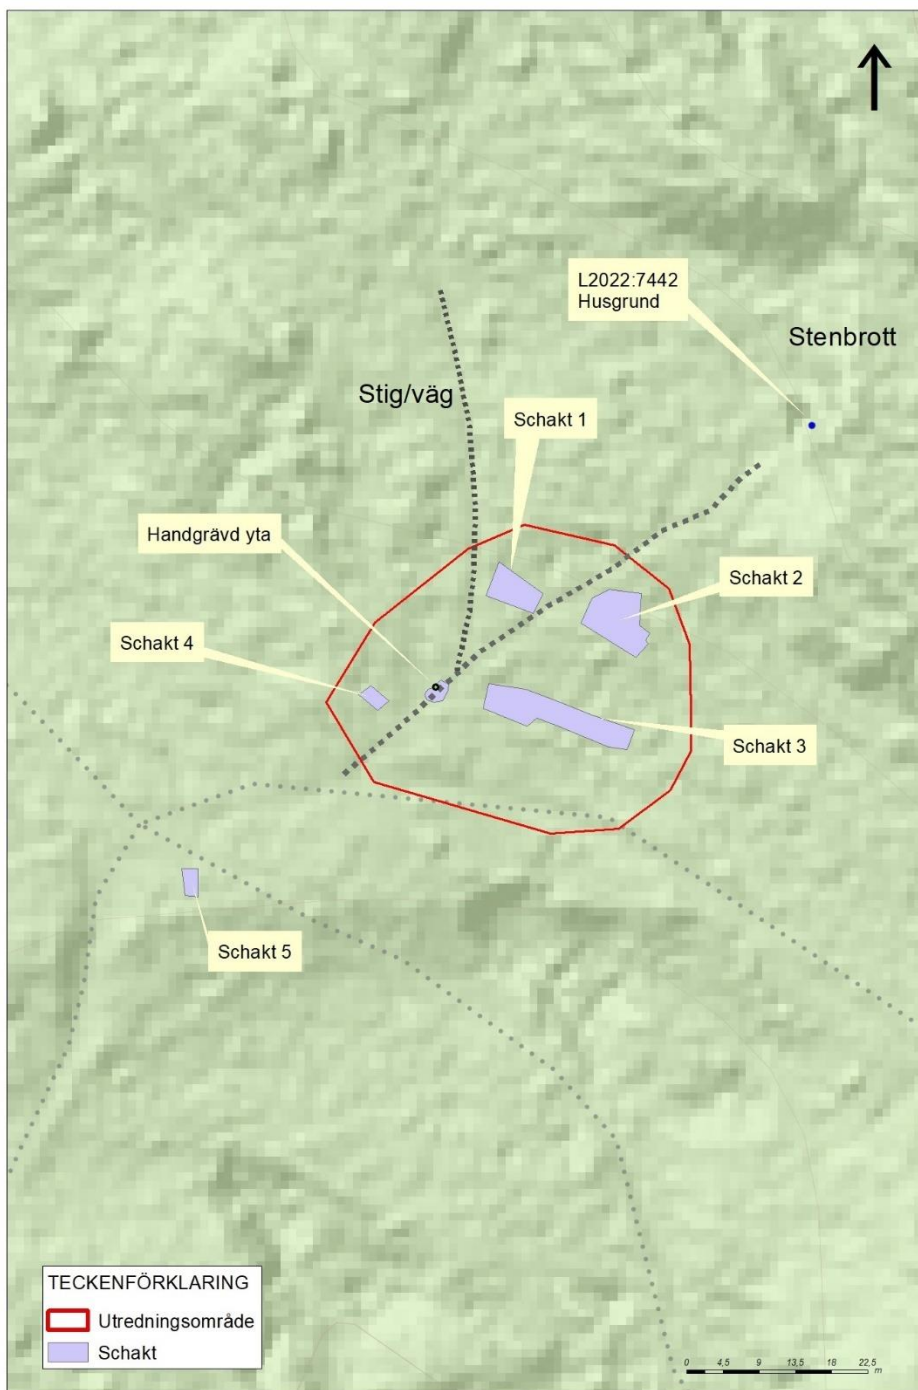 L2022:7442
Husgrund
Stenbrott
Stig/väg
Schakt 1
Handgrävd yta
Schakt 2
Schakt 4
Schakt 3
Schakt 5
TECKENFÖRKLARING
Utredningsområde
Schakt
0 4,5 9 13,5 18 22,5
m